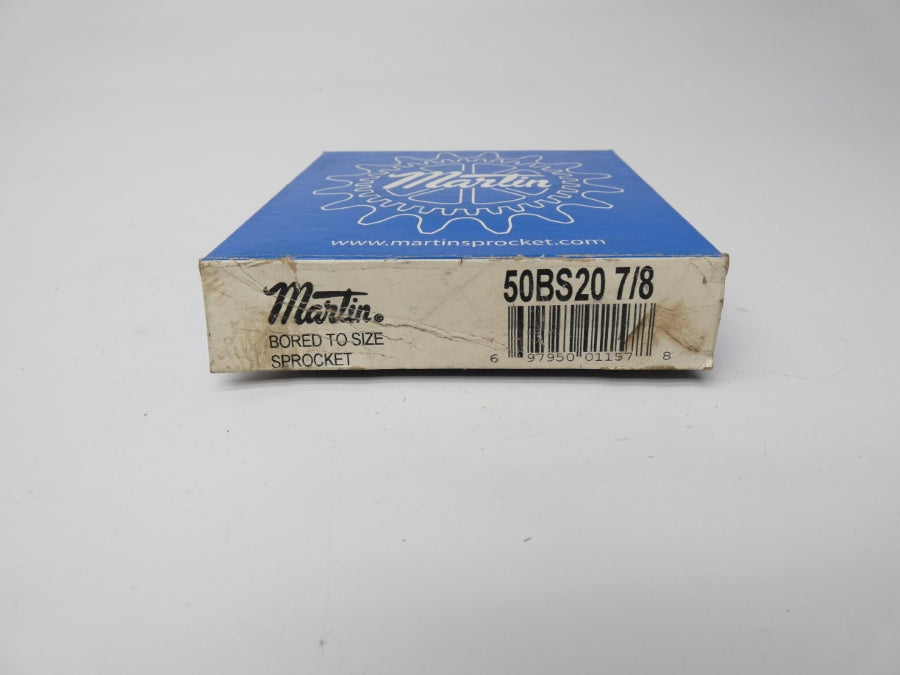 Martin
www.martinsprocket.com
Martin®
BORED TO SIZE
SPROCKET
50BS20 7/8
6 97950 01157 8